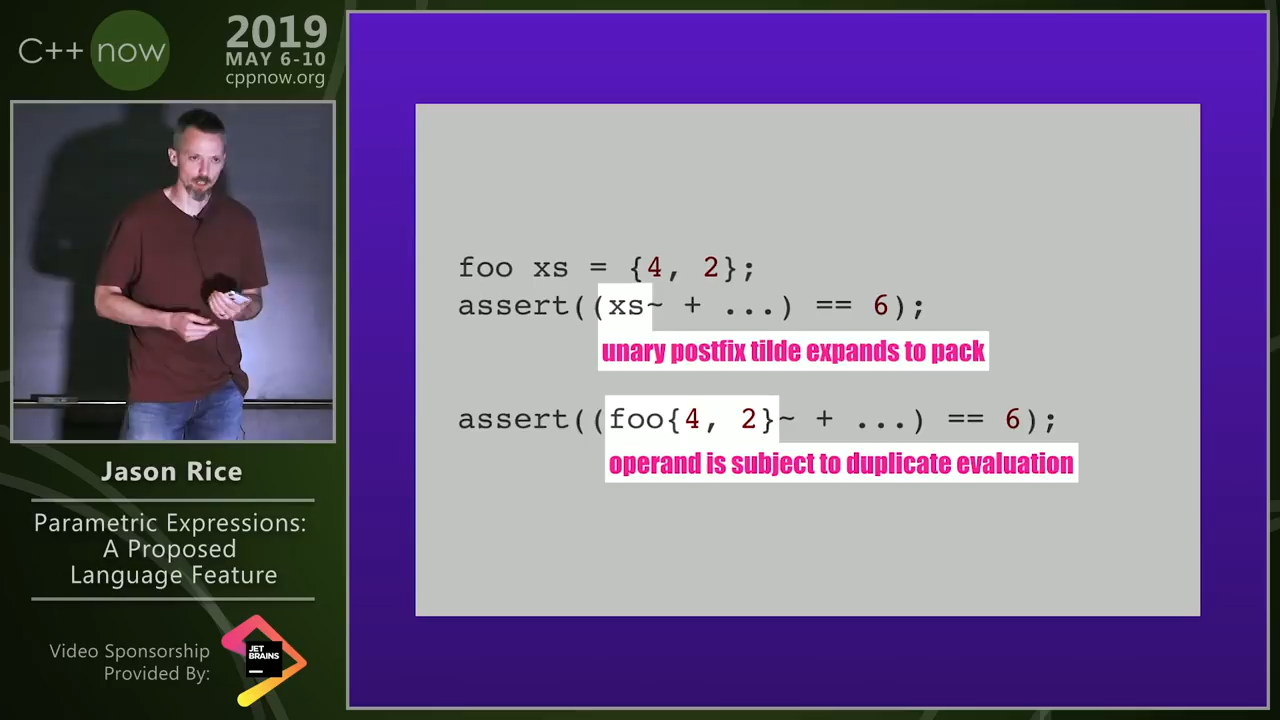 C++ now
2019
MAY 6-10
cppnow.org
foo xs = {4, 2};
assert((xs~ + ...) == 6);
unary postfix tilde expands to pack
assert((foo{4, 2}~ + ...) == 6);
operand is subject to duplicate evaluation
Jason Rice
Parametric Expressions:
A Proposed
Language Feature
Video Sponsorship
Provided By:
JET
BRAINS